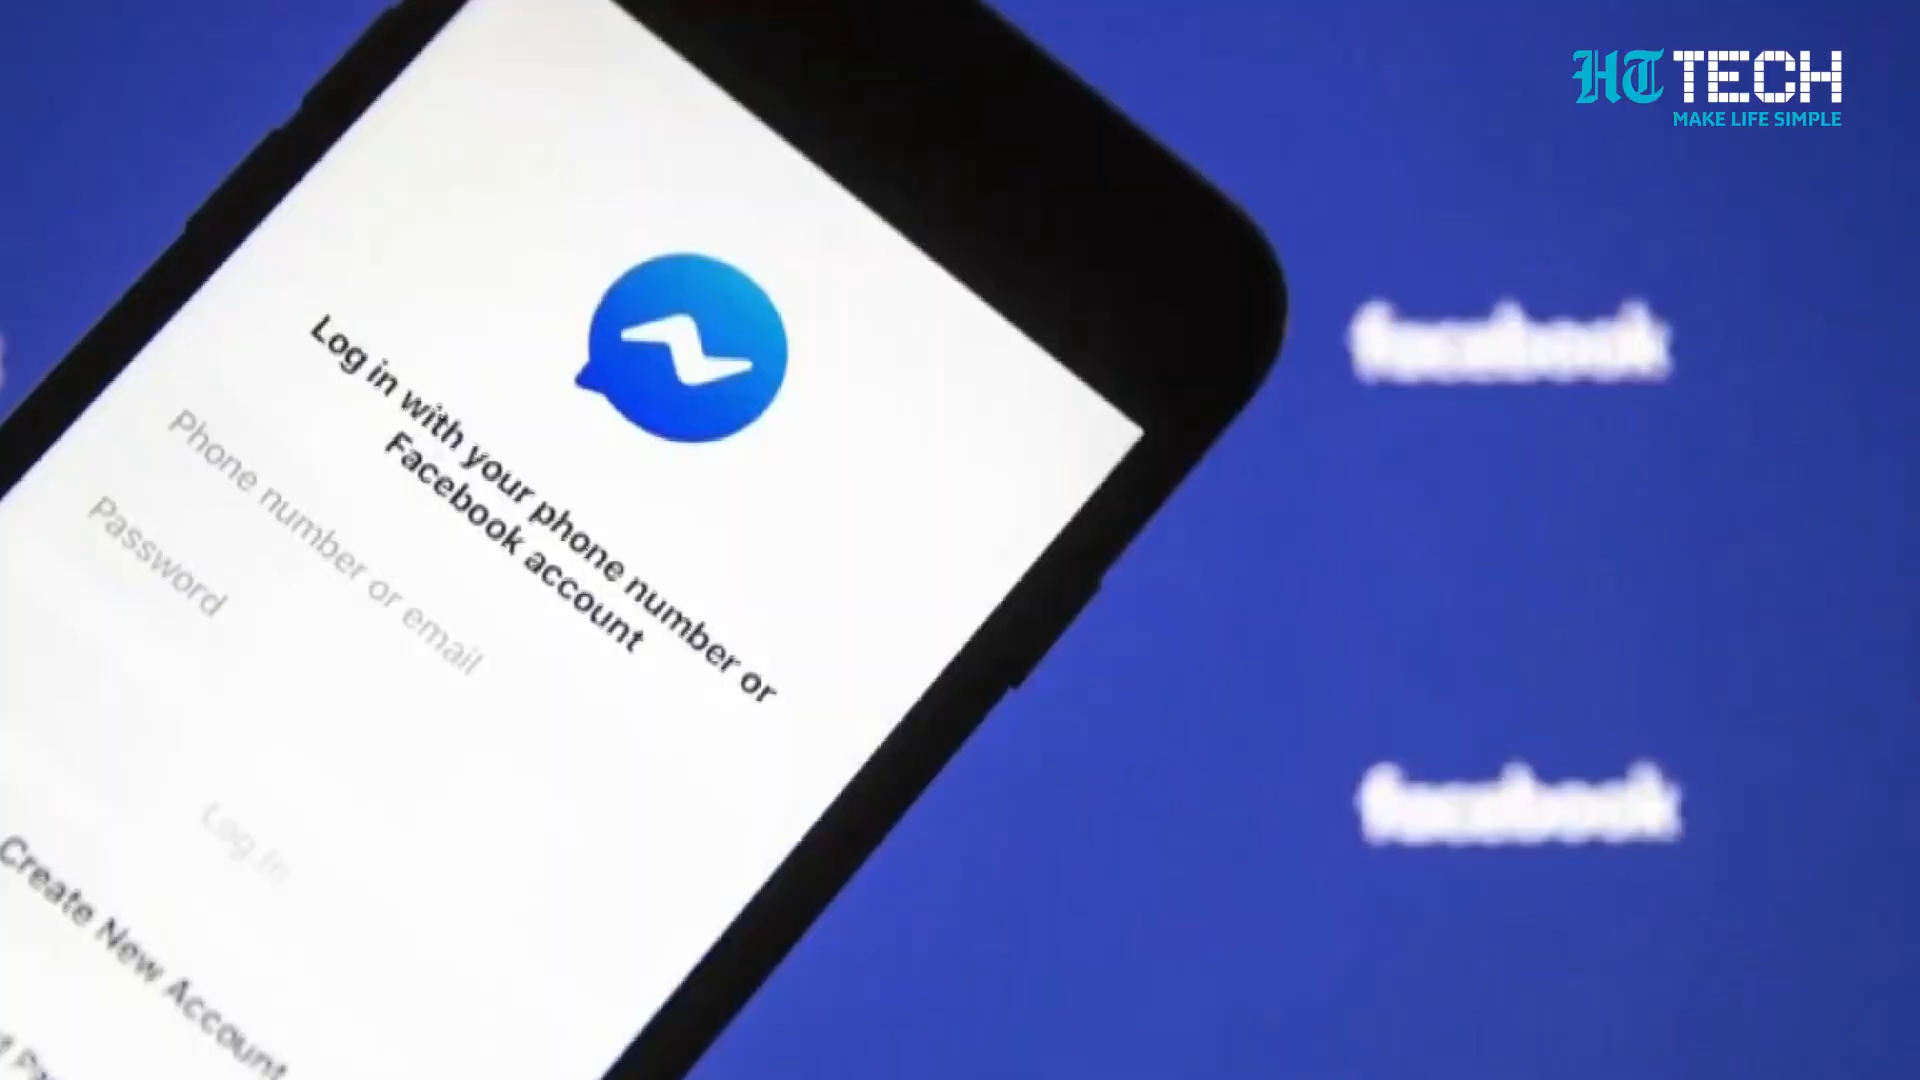 HT TECH
MAKE LIFE SIMPLE
Log in with your phone number or
Facebook account
Phone number or email
Password
Log In
Create New Account
facebook
facebook